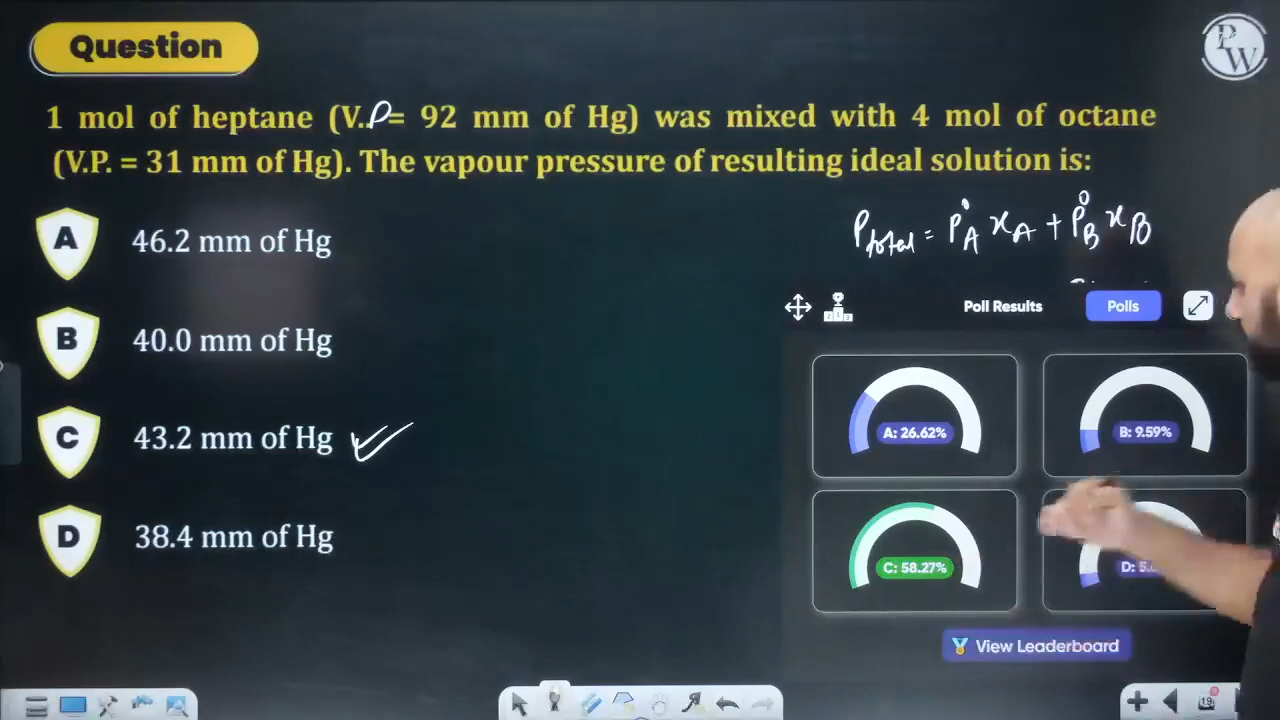 Question
PW
1 mol of heptane (V.P= 92 mm of Hg) was mixed with 4 mol of octane
(V.P. = 31 mm of Hg). The vapour pressure of resulting ideal solution is:
A 46.2 mm of Hg
B 40.0 mm of Hg
C 43.2 mm of Hg
D 38.4 mm of Hg
P total = P°A xA + P°B xB
Poll Results
Polls
A: 26.62%
B: 9.59%
C: 58.27%
View Leaderboard